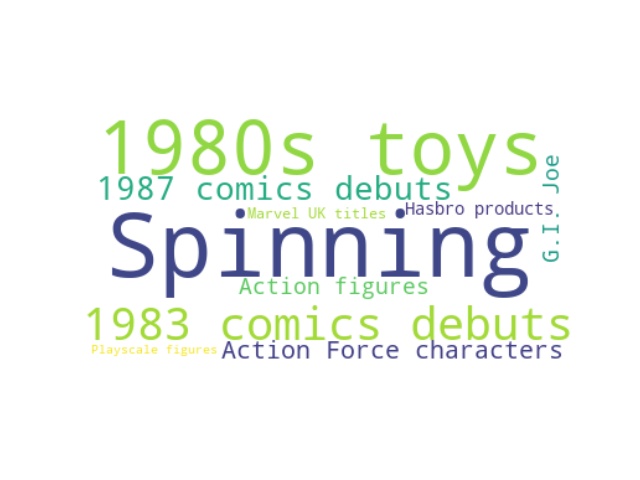 1980s toys
1987 comics debuts
G.I. Joe
Marvel UK titles
Hasbro products
Spinning
Action figures
1983 comics debuts
Playscale figures
Action Force characters